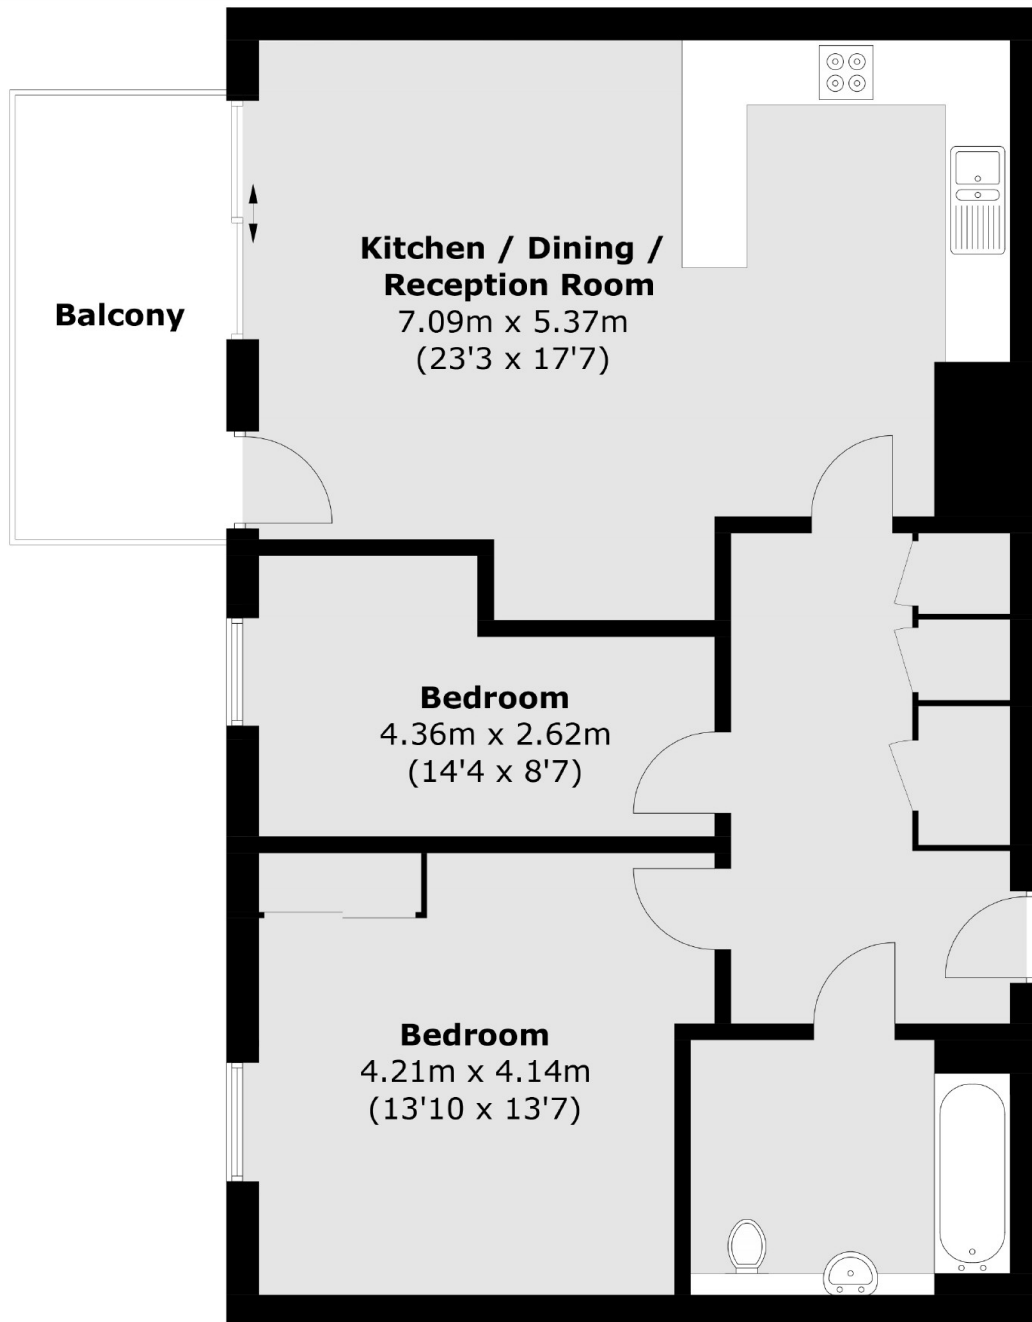 Kitchen / Dining /
Reception Room
7.09m x 5.37m
(23'3 x 17'7)
Balcony
Bedroom
4.36m x 2.62m
(14'4 x 8'7)
Bedroom
4.21m x 4.14m
(13'10 x 13'7)